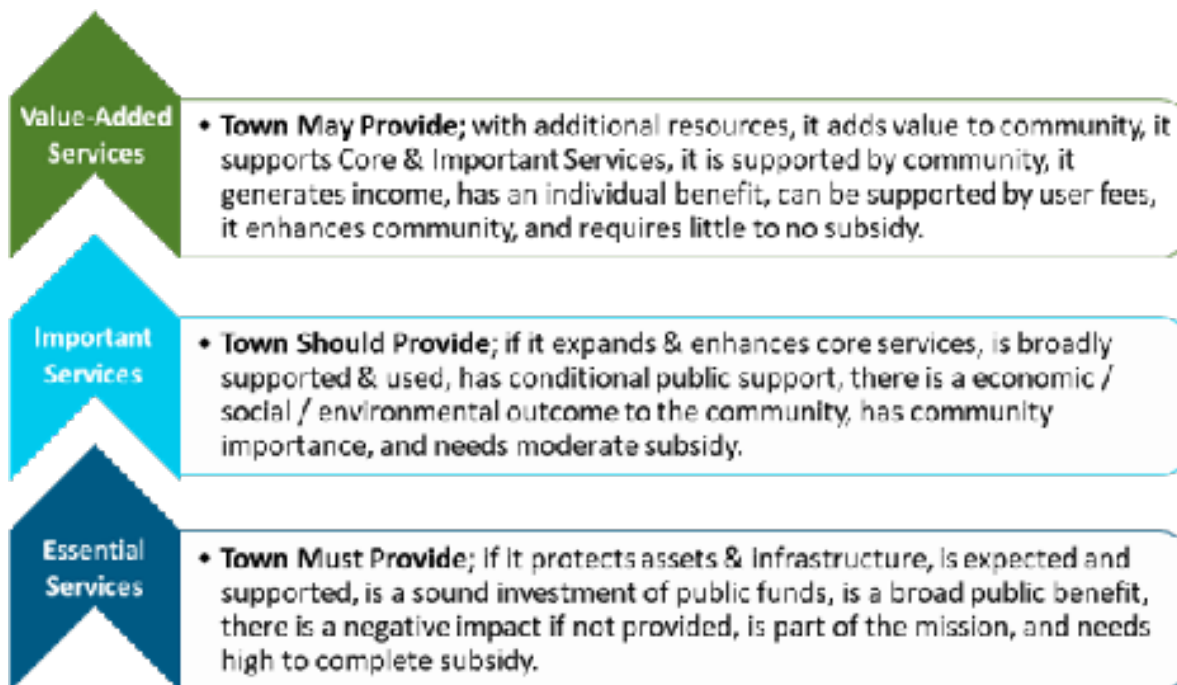 Value-Added
Services
• Town May Provide; with additional resources, it adds value to community, it
supports Core & Important Services, it is supported by community, it
generates income, has an individual benefit, can be supported by user fees,
it enhances community, and requires little to no subsidy.
Important
Services
• Town Should Provide; if it expands & enhances core services, is broadly
supported & used, has conditional public support, there is a economic /
social / environmental outcome to the community, has community
importance, and needs moderate subsidy.
Essential
Services
• Town Must Provide; if it protects assets & infrastructure, is expected and
supported, is a sound investment of public funds, is a broad public benefit,
there is a negative impact if not provided, is part of the mission, and needs
high to complete subsidy.